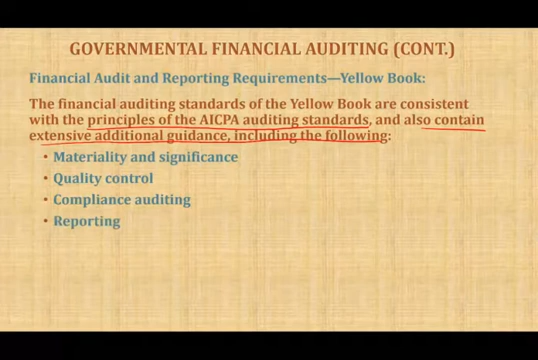 GOVERNMENTAL FINANCIAL AUDITING (CONT.)
Financial Audit and Reporting Requirements—Yellow Book:
The financial auditing standards of the Yellow Book are consistent
with the principles of the AICPA auditing standards, and also contain
extensive additional guidance, including the following:
• Materiality and significance
• Quality control
• Compliance auditing
• Reporting